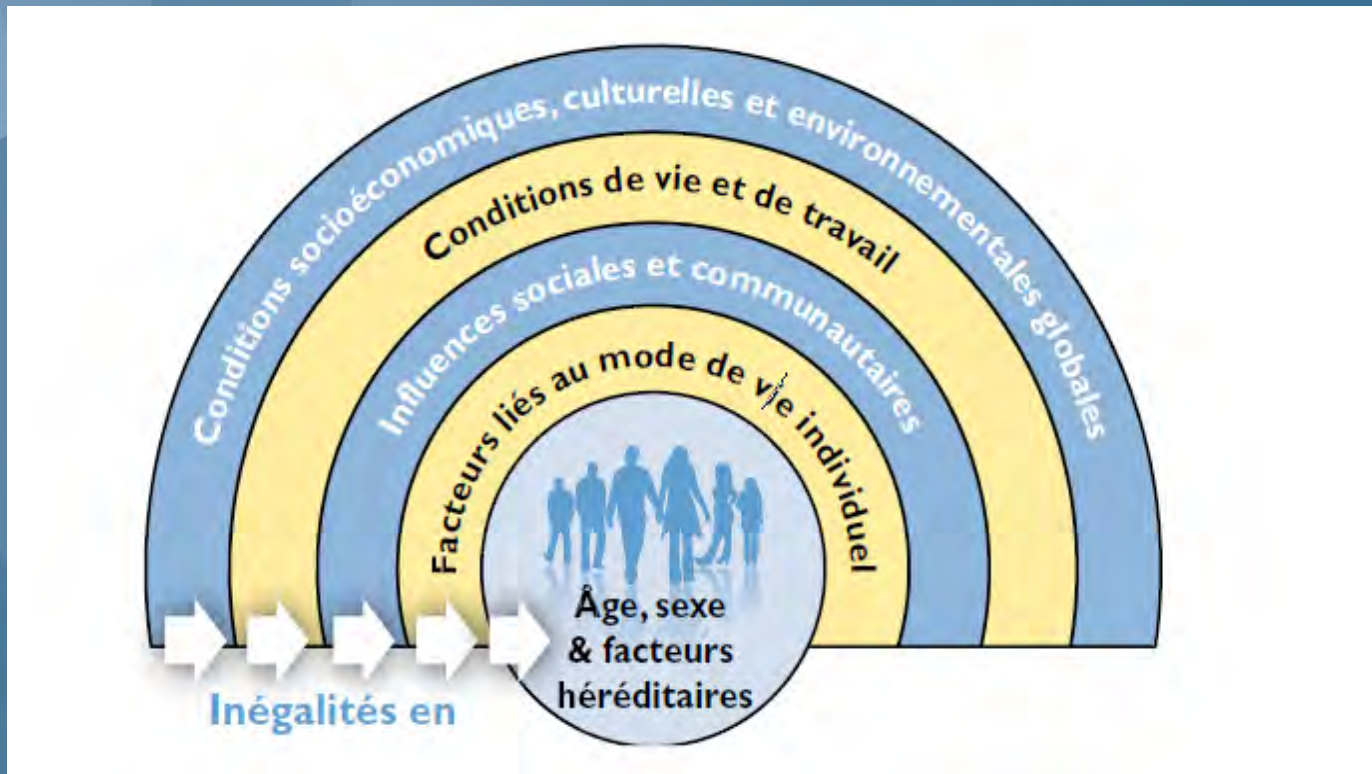 Conditions socioéconomiques, culturelles et environnementales globales
Conditions de vie et de travail
Influences sociales et communautaires
Facteurs liés au mode de vie individuel
Âge, sexe
& facteurs
héréditaires
Inégalités en